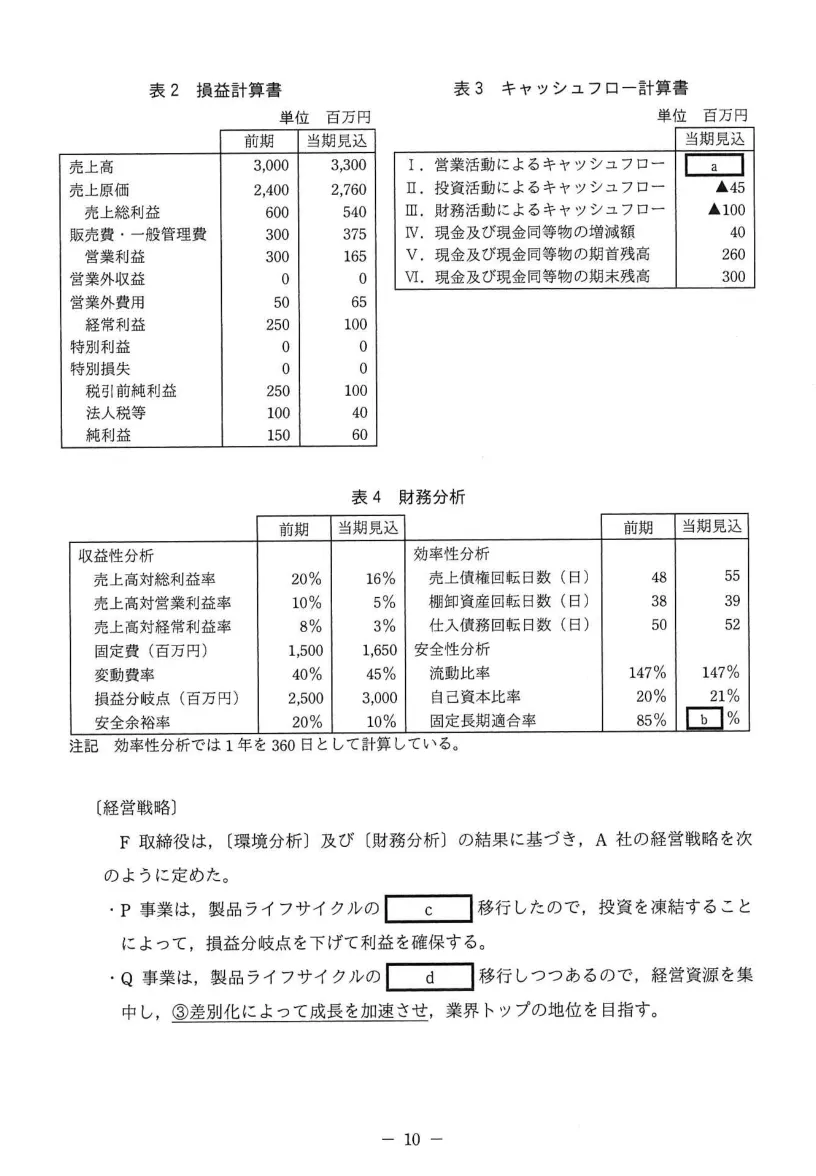 表2　損益計算書
単位　百万円
前期　当期見込
売上高　3,000　3,300
売上原価　2,400　2,760
売上総利益　600　540
販売費・一般管理費　300　375
営業利益　300　165
営業外収益　0　0
営業外費用　50　65
経常利益　250　100
特別利益　0　0
特別損失　0　0
税引前純利益　250　100
法人税等　100　40
純利益　150　60
表3　キャッシュフロー計算書
単位　百万円
当期見込
Ⅰ．営業活動によるキャッシュフロー　a
Ⅱ．投資活動によるキャッシュフロー　▲45
Ⅲ．財務活動によるキャッシュフロー　▲100
Ⅳ．現金及び現金同等物の増減額　40
Ⅴ．現金及び現金同等物の期首残高　260
Ⅵ．現金及び現金同等物の期末残高　300
表4　財務分析
前期　当期見込　前期　当期見込
収益性分析　効率性分析
売上高対総利益率　20%　16%　売上債権回転日数（日）　48　55
売上高対営業利益率　10%　5%　棚卸資産回転日数（日）　38　39
売上高対経常利益率　8%　3%　仕入債務回転日数（日）　50　52
固定費（百万円）　1,500　1,650　安全性分析
変動費率　40%　45%　流動比率　147%　147%
損益分岐点（百万円）　2,500　3,000　自己資本比率　20%　21%
安全余裕率　20%　10%　固定長期適合率　85%　b　%
注記　効率性分析では1年を360日として計算している。
〔経営戦略〕
F 取締役は，〔環境分析〕及び〔財務分析〕の結果に基づき，A 社の経営戦略を次
のように定めた。
・P 事業は，製品ライフサイクルの　c　移行したので，投資を凍結すること
によって，損益分岐点を下げて利益を確保する。
・Q 事業は，製品ライフサイクルの　d　移行しつつあるので，経営資源を集
中し，③差別化によって成長を加速させ，業界トップの地位を目指す。
－ 10 －